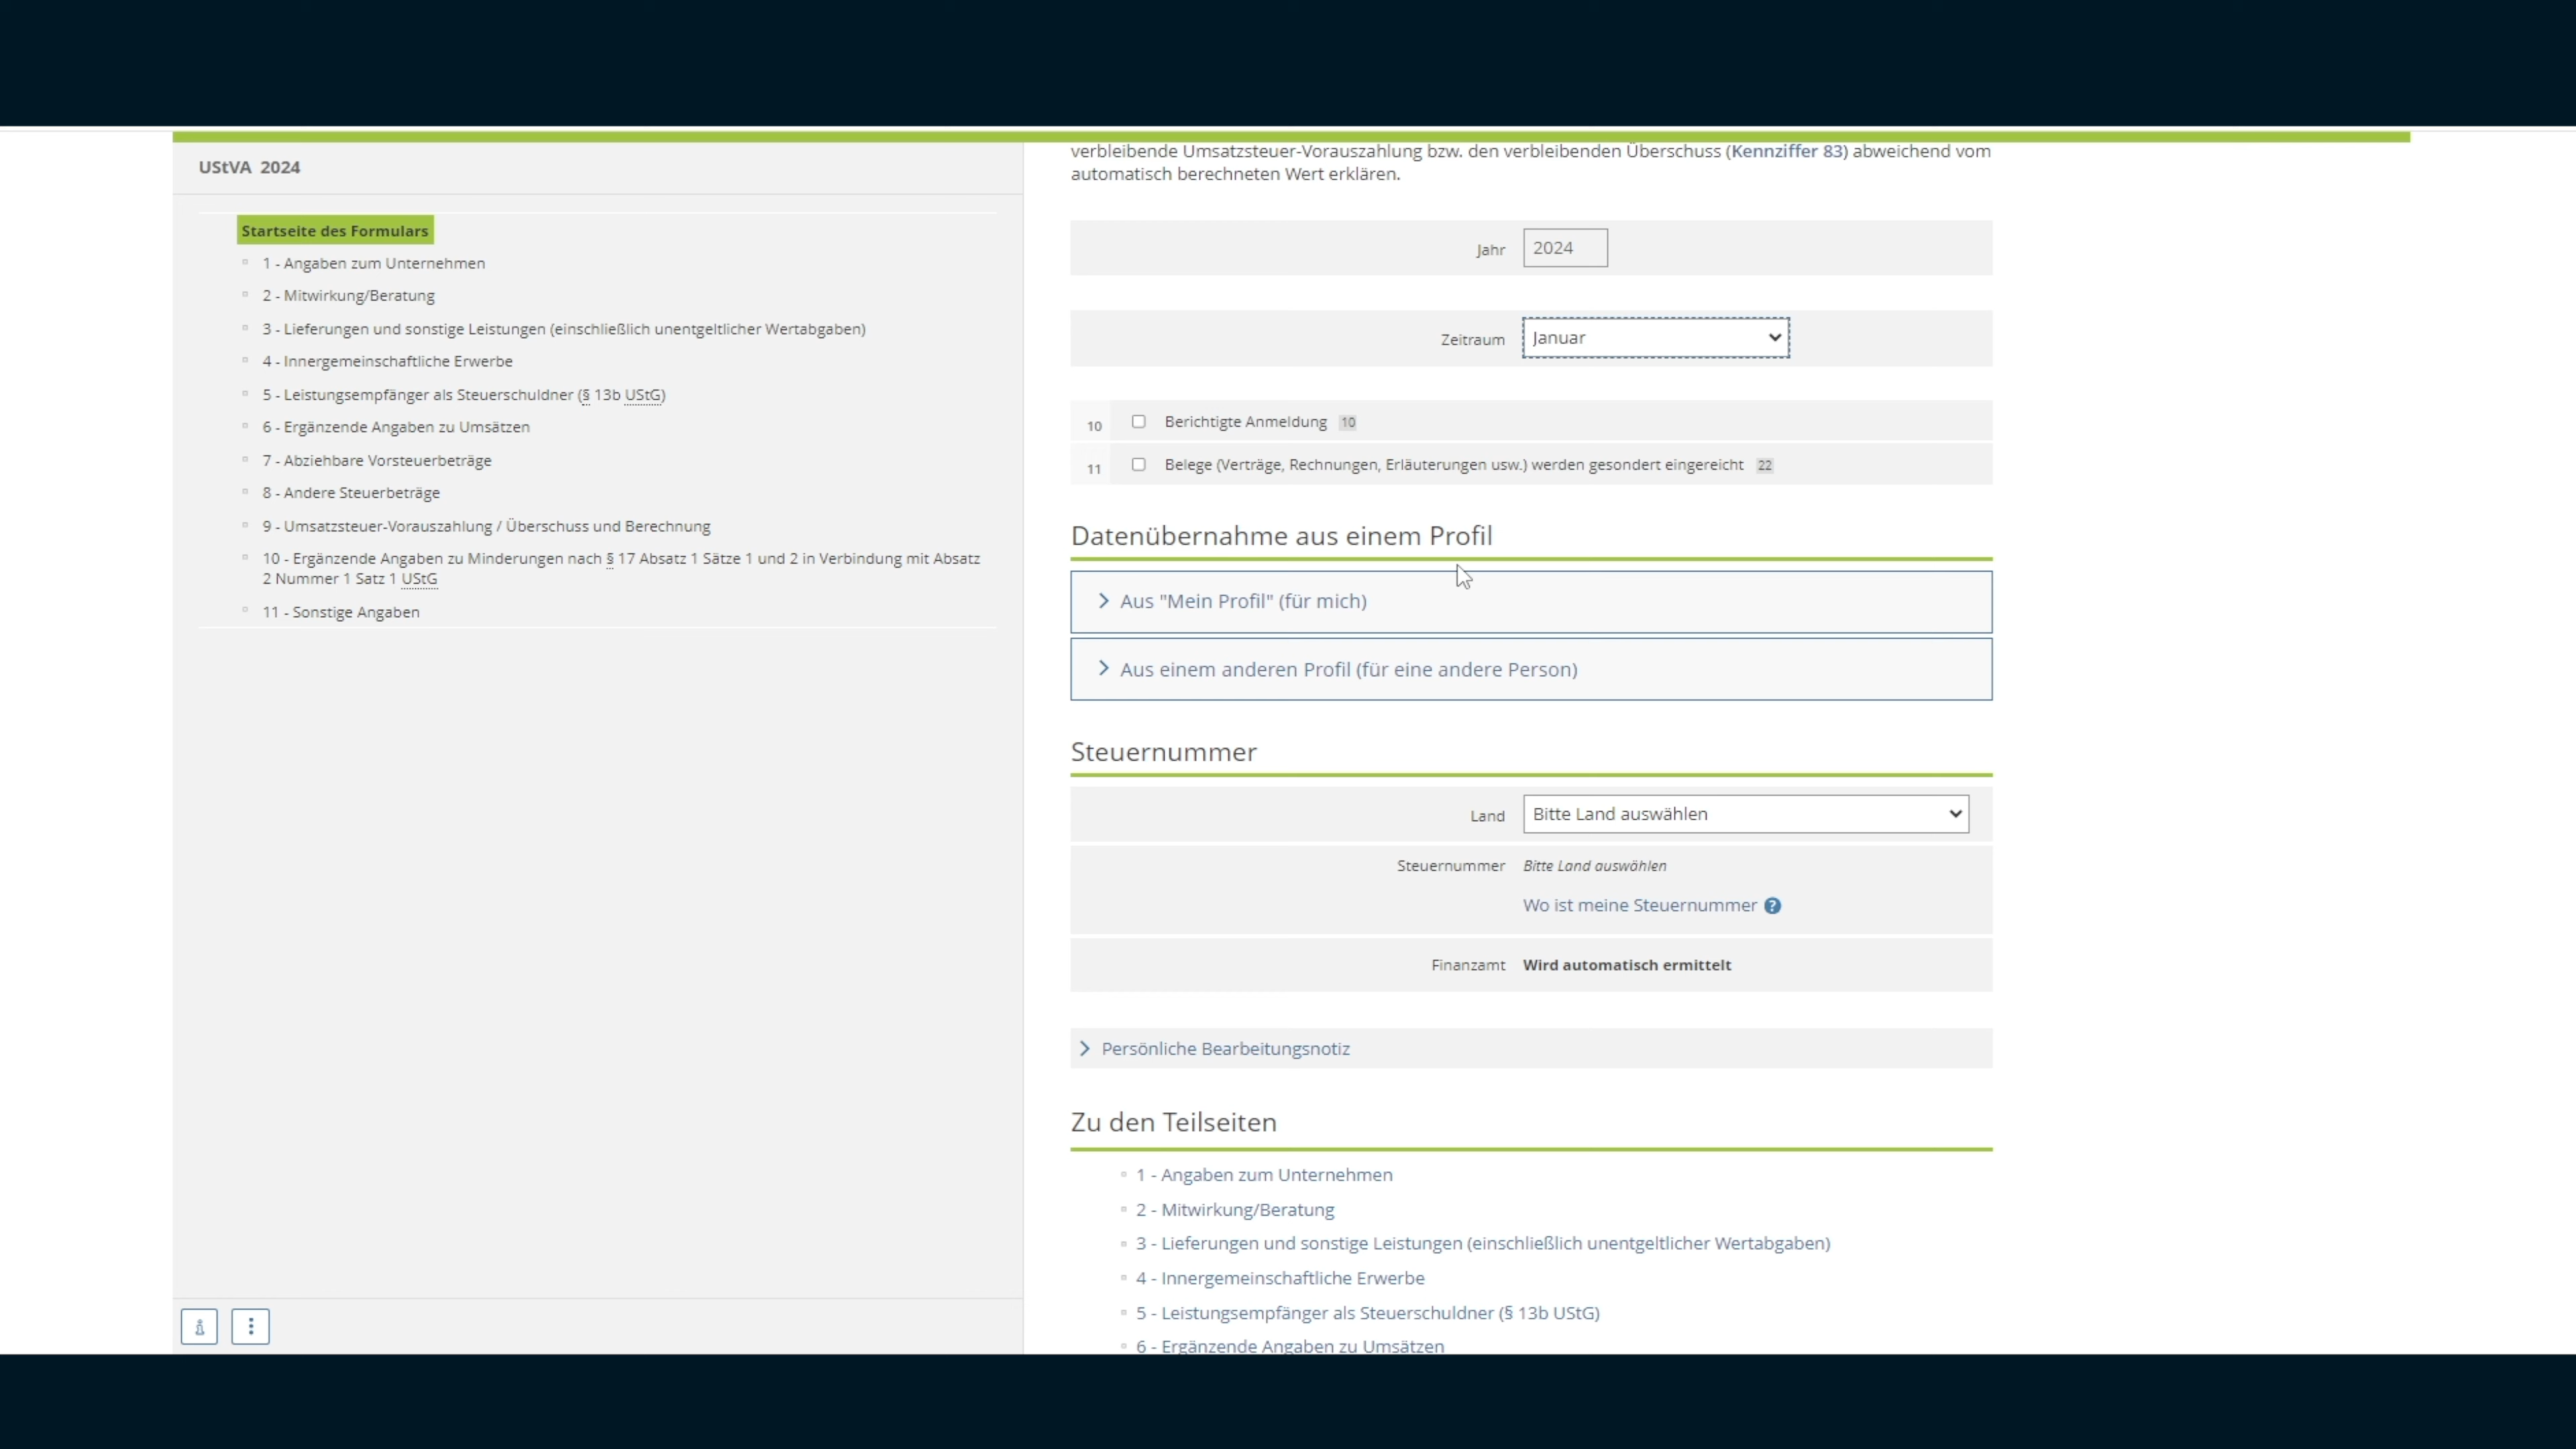 UStVA 2024
Startseite des Formulars
1 - Angaben zum Unternehmen
2 - Mitwirkung/Beratung
3 - Lieferungen und sonstige Leistungen (einschließlich unentgeltlicher Wertabgaben)
4 - Innergemeinschaftliche Erwerbe
5 - Leistungsempfänger als Steuerschuldner (§ 13b UStG)
6 - Ergänzende Angaben zu Umsätzen
7 - Abziehbare Vorsteuerbeträge
8 - Andere Steuerbeträge
9 - Umsatzsteuer-Vorauszahlung / Überschuss und Berechnung
10 - Ergänzende Angaben zu Minderungen nach § 17 Absatz 1 Sätze 1 und 2 in Verbindung mit Absatz
2 Nummer 1 Satz 1 UStG
11 - Sonstige Angaben
verbleibende Umsatzsteuer-Vorauszahlung bzw. den verbleibenden Überschuss (Kennziffer 83) abweichend vom
automatisch berechneten Wert erklären.
Jahr 2024
Zeitraum Januar
10 Berichtigte Anmeldung 10
11 Belege (Verträge, Rechnungen, Erläuterungen usw.) werden gesondert eingereicht 22
Datenübernahme aus einem Profil
Aus "Mein Profil" (für mich)
Aus einem anderen Profil (für eine andere Person)
Steuernummer
Land Bitte Land auswählen
Steuernummer Bitte Land auswählen
Wo ist meine Steuernummer ?
Finanzamt Wird automatisch ermittelt
Persönliche Bearbeitungsnotiz
Zu den Teilseiten
1 - Angaben zum Unternehmen
2 - Mitwirkung/Beratung
3 - Lieferungen und sonstige Leistungen (einschließlich unentgeltlicher Wertabgaben)
4 - Innergemeinschaftliche Erwerbe
5 - Leistungsempfänger als Steuerschuldner (§ 13b UStG)
6 - Ergänzende Angaben zu Umsätzen